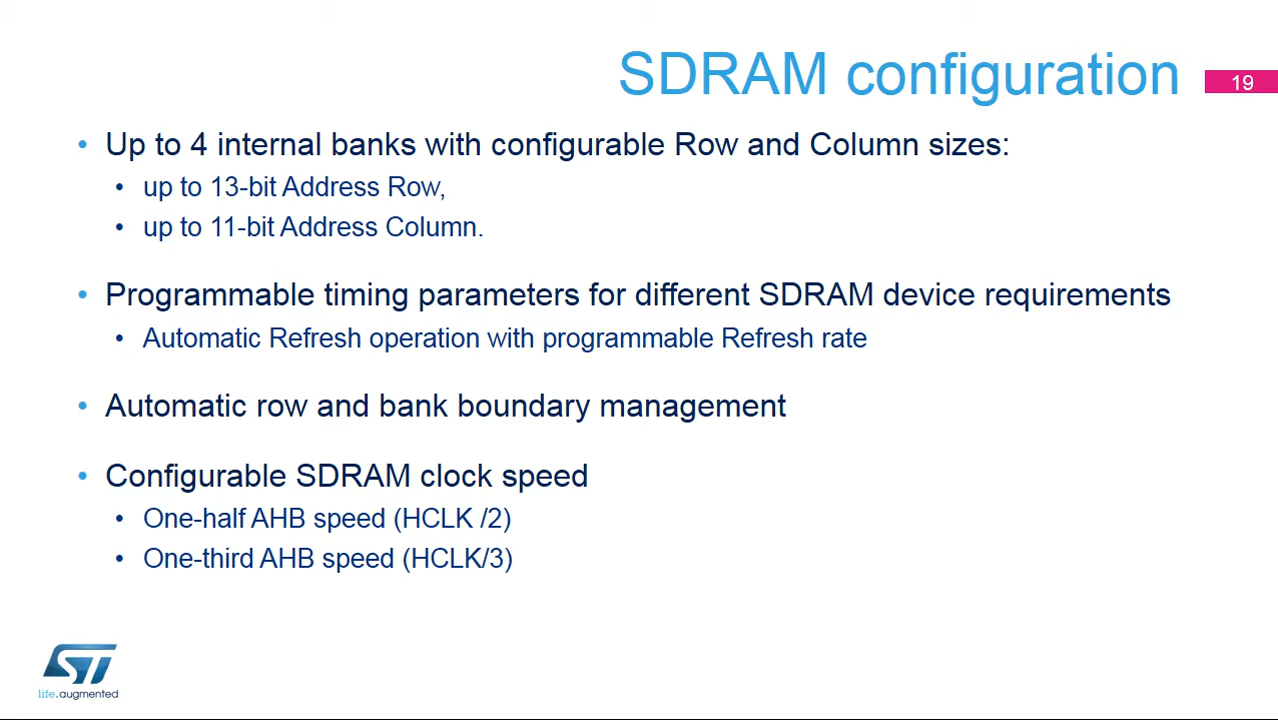 SDRAM configuration
19
• Up to 4 internal banks with configurable Row and Column sizes:
• up to 13-bit Address Row,
• up to 11-bit Address Column.
• Programmable timing parameters for different SDRAM device requirements
• Automatic Refresh operation with programmable Refresh rate
• Automatic row and bank boundary management
• Configurable SDRAM clock speed
• One-half AHB speed (HCLK /2)
• One-third AHB speed (HCLK/3)
ST
life.augmented